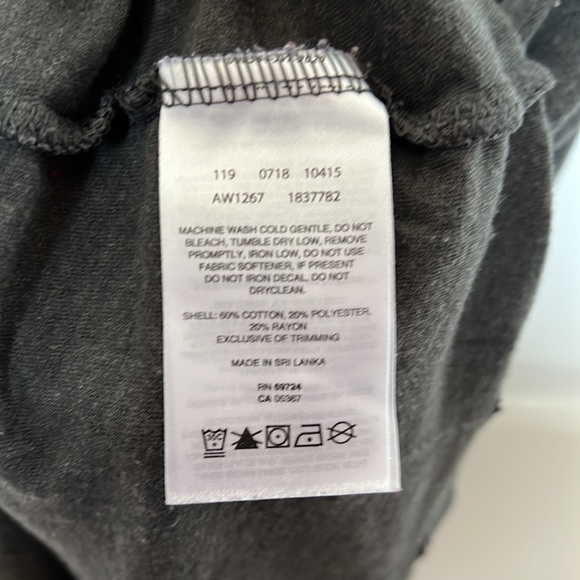 119 0718 10415
AW1267 1837782
MACHINE WASH COLD GENTLE, DO NOT
BLEACH, TUMBLE DRY LOW, REMOVE
PROMPTLY, IRON LOW, DO NOT USE
FABRIC SOFTENER, IF PRESENT
DO NOT IRON DECAL, DO NOT
DRYCLEAN.
SHELL: 60% COTTON, 20% POLYESTER,
20% RAYON
EXCLUSIVE OF TRIMMING
MADE IN SRI LANKA
RN 59724
CA 05367
30C